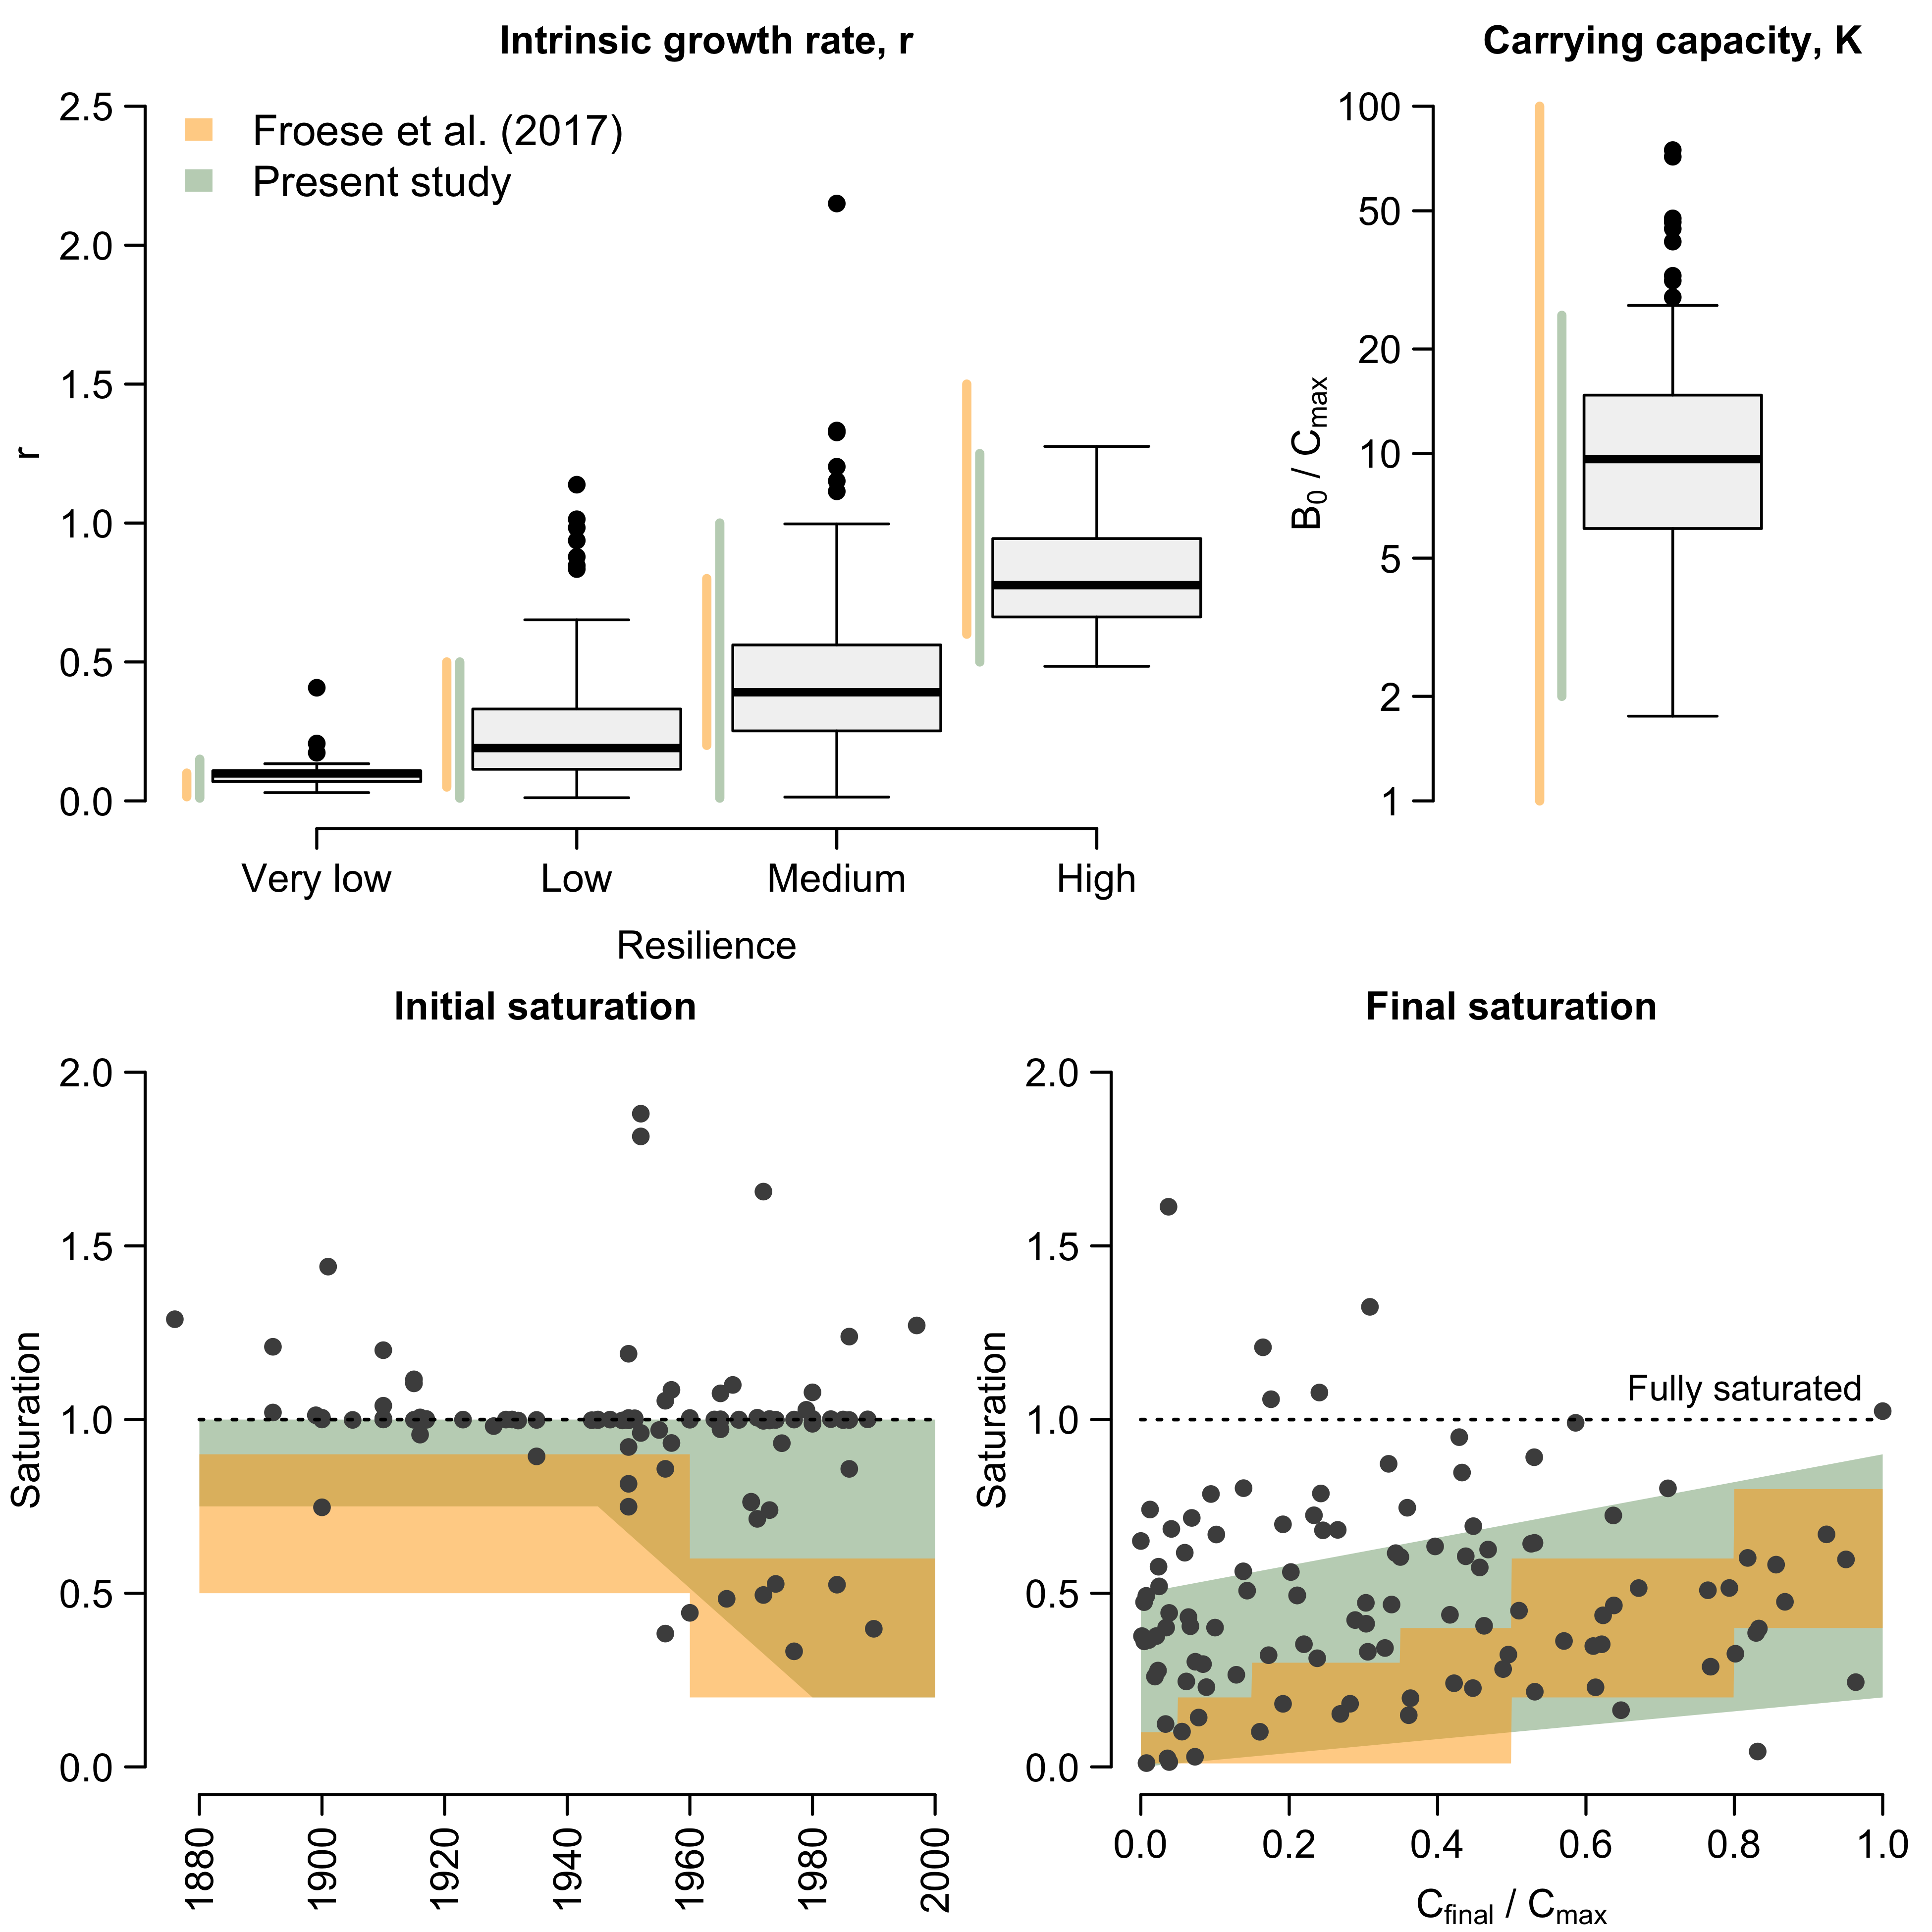 Intrinsic growth rate, r
2.5
2.0
1.5
1.0
0.5
0.0
r
Froese et al. (2017)
Present study
Very low Low Medium High
Resilience
Carrying capacity, K
100
50
20
10
5
2
1
B0 / Cmax
Initial saturation
2.0
1.5
1.0
0.5
0.0
Saturation
1880 1900 1920 1940 1960 1980 2000
Final saturation
2.0
1.5
1.0
0.5
0.0
Saturation
Fully saturated
0.0 0.2 0.4 0.6 0.8 1.0
Cfinal / Cmax